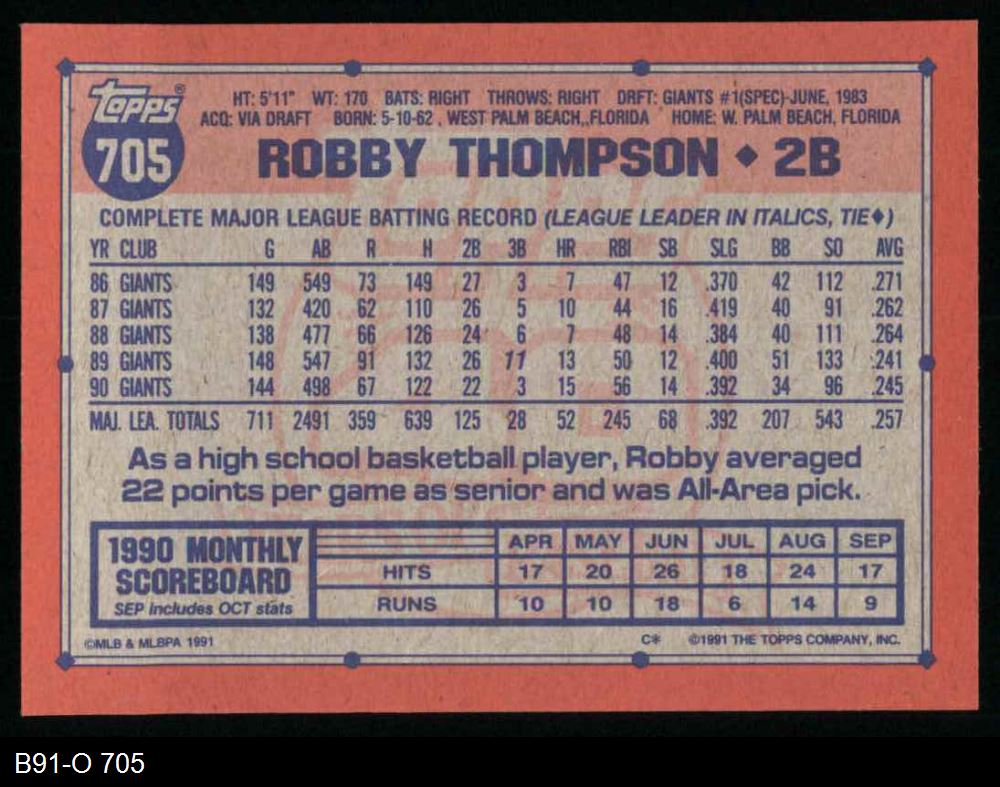 Topps®
705
HT: 5'11" WT: 170 BATS: RIGHT THROWS: RIGHT DRFT: GIANTS #1(SPEC)-JUNE, 1983
ACQ: VIA DRAFT BORN: 5-10-62, WEST PALM BEACH, FLORIDA HOME: W. PALM BEACH, FLORIDA
ROBBY THOMPSON ◆ 2B
COMPLETE MAJOR LEAGUE BATTING RECORD (LEAGUE LEADER IN ITALICS, TIE◆)
YR CLUB G AB R H 2B 3B HR RBI SB SLG BB SO AVG
86 GIANTS 149 549 73 149 27 3 7 47 12 .370 42 112 .271
87 GIANTS 132 420 62 110 26 5 10 44 16 .419 40 91 .262
88 GIANTS 138 477 66 126 24 6 7 48 14 .384 40 111 .264
89 GIANTS 148 547 91 132 26 11 13 50 12 .400 51 133 .241
90 GIANTS 144 498 67 122 22 3 15 56 14 .392 34 96 .245
MAJ. LEA. TOTALS 711 2491 359 639 125 28 52 245 68 .392 207 543 .257
As a high school basketball player, Robby averaged
22 points per game as senior and was All-Area pick.
1990 MONTHLY
SCOREBOARD
SEP includes OCT stats
APR MAY JUN JUL AUG SEP
HITS 17 20 26 18 24 17
RUNS 10 10 18 6 14 9
©MLB & MLBPA 1991 C* ©1991 THE TOPPS COMPANY, INC.
B91-O 705